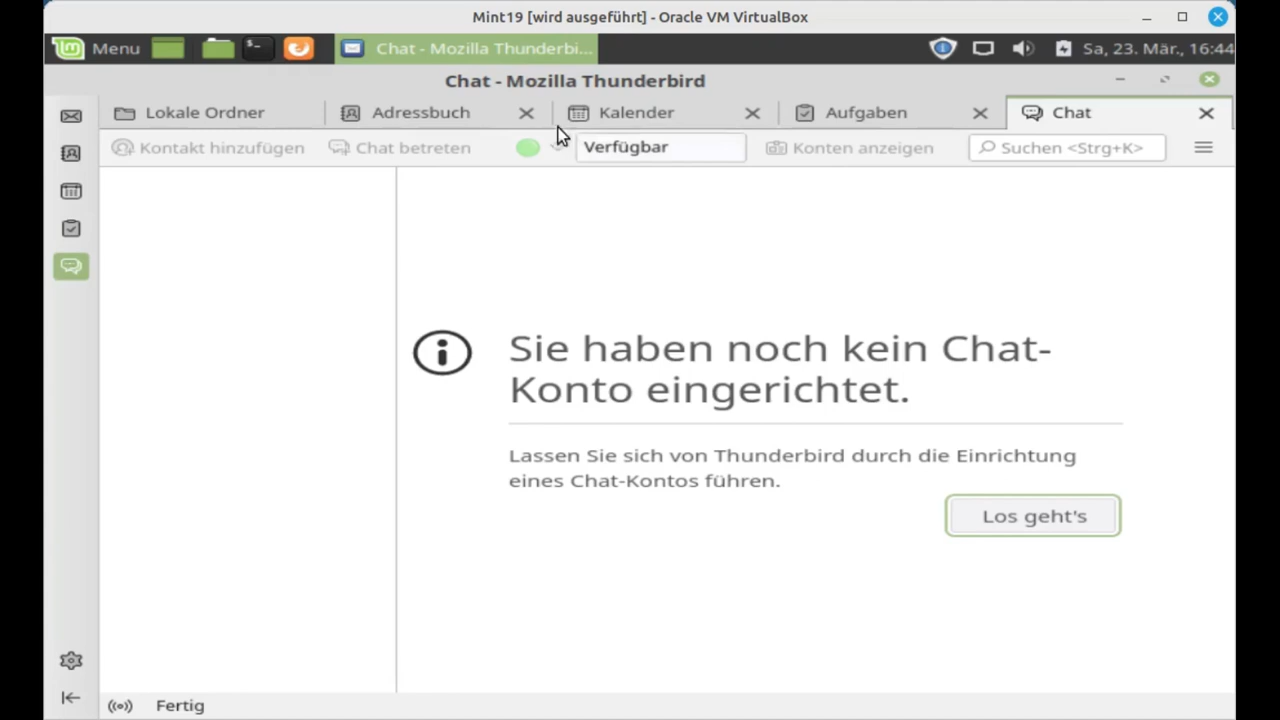 Mint19 [wird ausgeführt] - Oracle VM VirtualBox
Menu
Chat - Mozilla Thunderbi...
Sa, 23. Mär., 16:44
Chat - Mozilla Thunderbird
Lokale Ordner
Adressbuch
Kalender
Aufgaben
Chat
Kontakt hinzufügen
Chat betreten
Verfügbar
Konten anzeigen
Suchen <Strg+K>
Sie haben noch kein Chat-
Konto eingerichtet.
Lassen Sie sich von Thunderbird durch die Einrichtung
eines Chat-Kontos führen.
Los geht's
Fertig